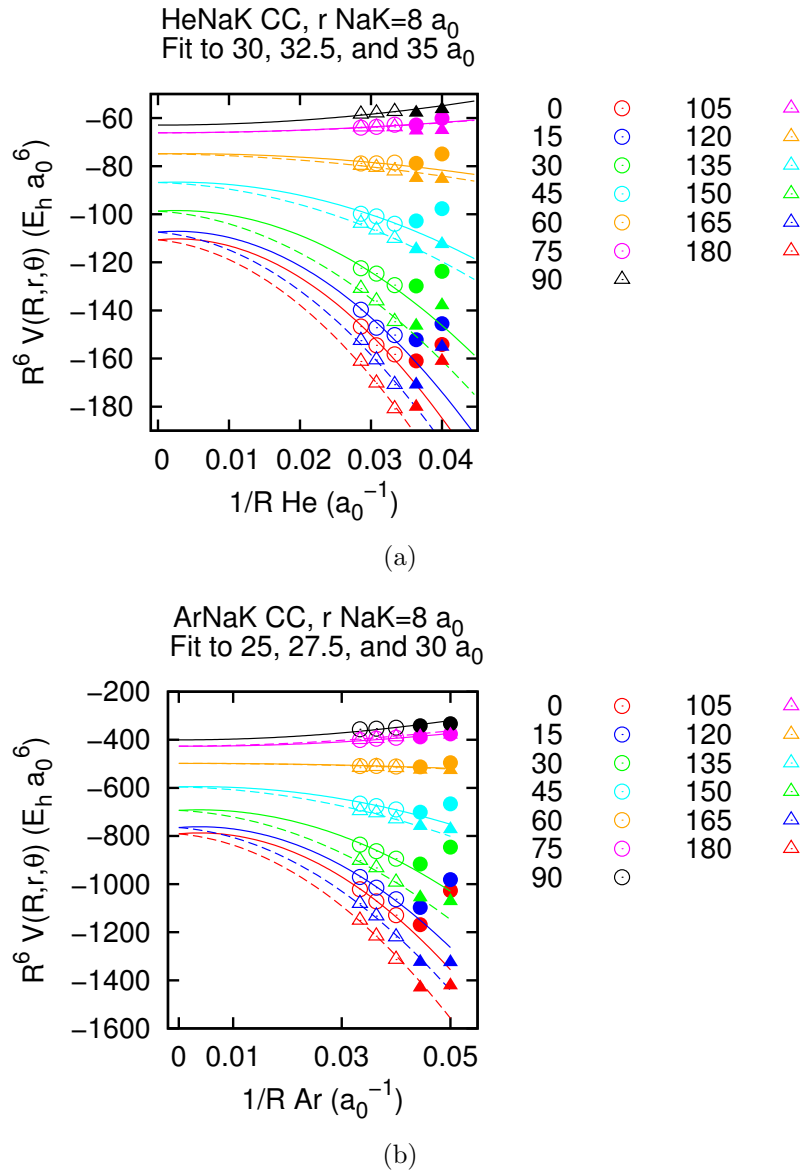 HeNaK CC, r NaK=8 a₀
Fit to 30, 32.5, and 35 a₀
−60
−80
−100
−120
−140
−160
−180
R⁶ V(R,r,θ) (Eₕ a₀⁶)
0 0.01 0.02 0.03 0.04
1/R He (a₀⁻¹)
0 105
15 120
30 135
45 150
60 165
75 180
90
(a)
ArNaK CC, r NaK=8 a₀
Fit to 25, 27.5, and 30 a₀
−200
−400
−600
−800
−1000
−1200
−1400
−1600
R⁶ V(R,r,θ) (Eₕ a₀⁶)
0 0.01 0.03 0.05
1/R Ar (a₀⁻¹)
0 105
15 120
30 135
45 150
60 165
75 180
90
(b)